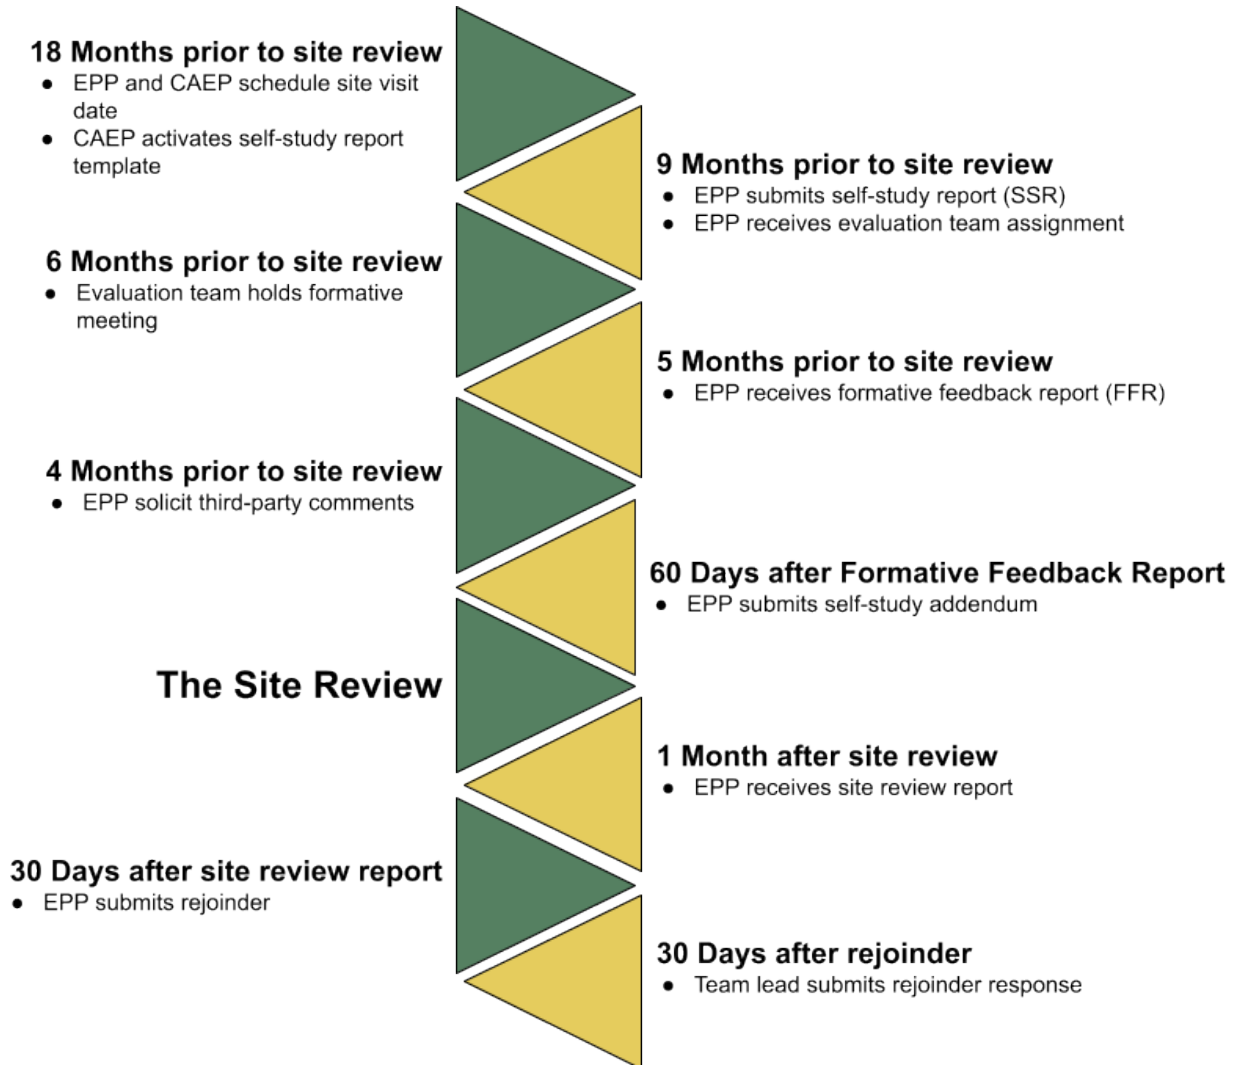 18 Months prior to site review
● EPP and CAEP schedule site visit
date
● CAEP activates self-study report
template
9 Months prior to site review
● EPP submits self-study report (SSR)
● EPP receives evaluation team assignment
6 Months prior to site review
● Evaluation team holds formative
meeting
5 Months prior to site review
● EPP receives formative feedback report (FFR)
4 Months prior to site review
● EPP solicit third-party comments
60 Days after Formative Feedback Report
● EPP submits self-study addendum
The Site Review
1 Month after site review
● EPP receives site review report
30 Days after site review report
● EPP submits rejoinder
30 Days after rejoinder
● Team lead submits rejoinder response